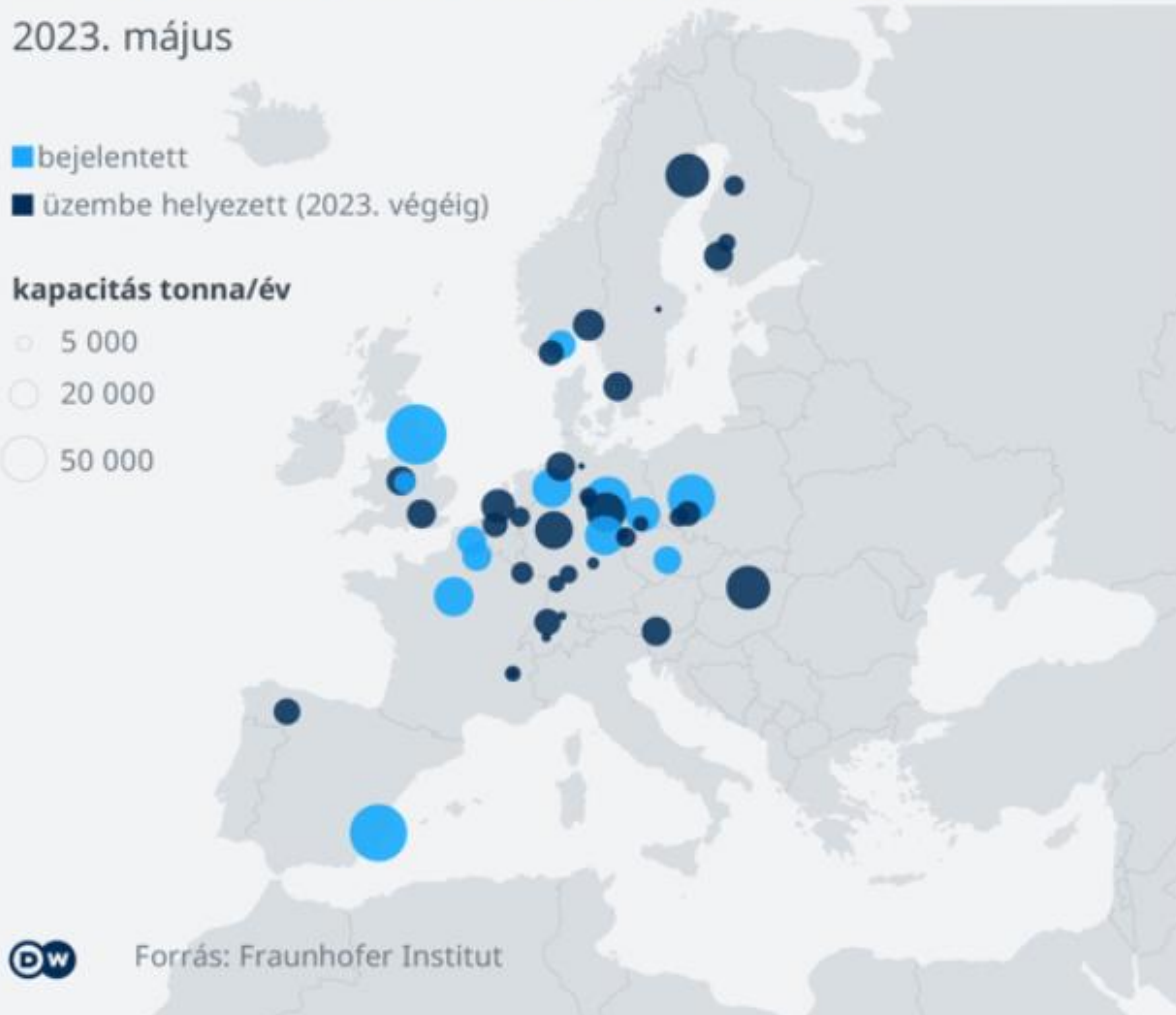 2023. május
bejelentett
üzembe helyezett (2023. végéig)
kapacitás tonna/év
5 000
20 000
50 000
DW
Forrás: Fraunhofer Institut